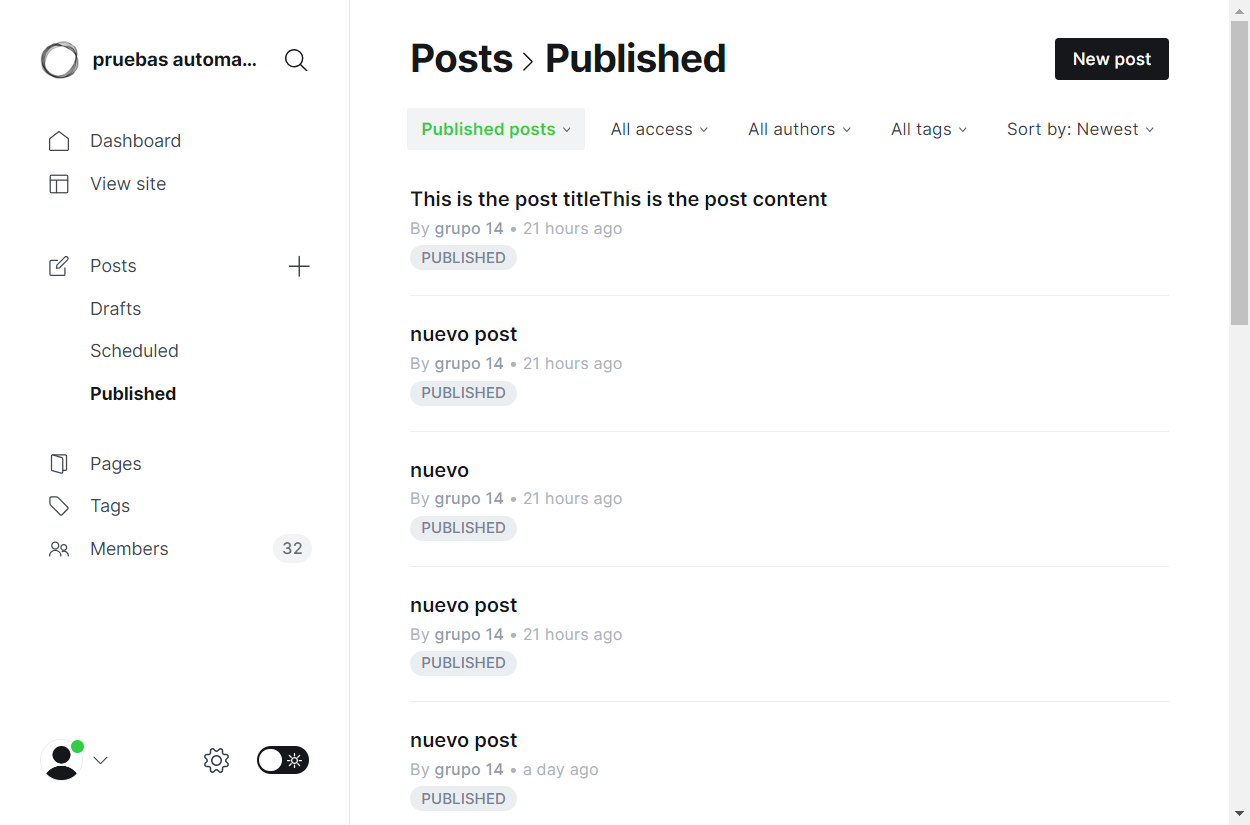 pruebas automa...
Dashboard
View site
Posts
Drafts
Scheduled
Published
Pages
Tags
Members 32
Posts > Published
New post
Published posts All access All authors All tags Sort by: Newest
This is the post titleThis is the post content
By grupo 14 • 21 hours ago
PUBLISHED
nuevo post
By grupo 14 • 21 hours ago
PUBLISHED
nuevo
By grupo 14 • 21 hours ago
PUBLISHED
nuevo post
By grupo 14 • 21 hours ago
PUBLISHED
nuevo post
By grupo 14 • a day ago
PUBLISHED